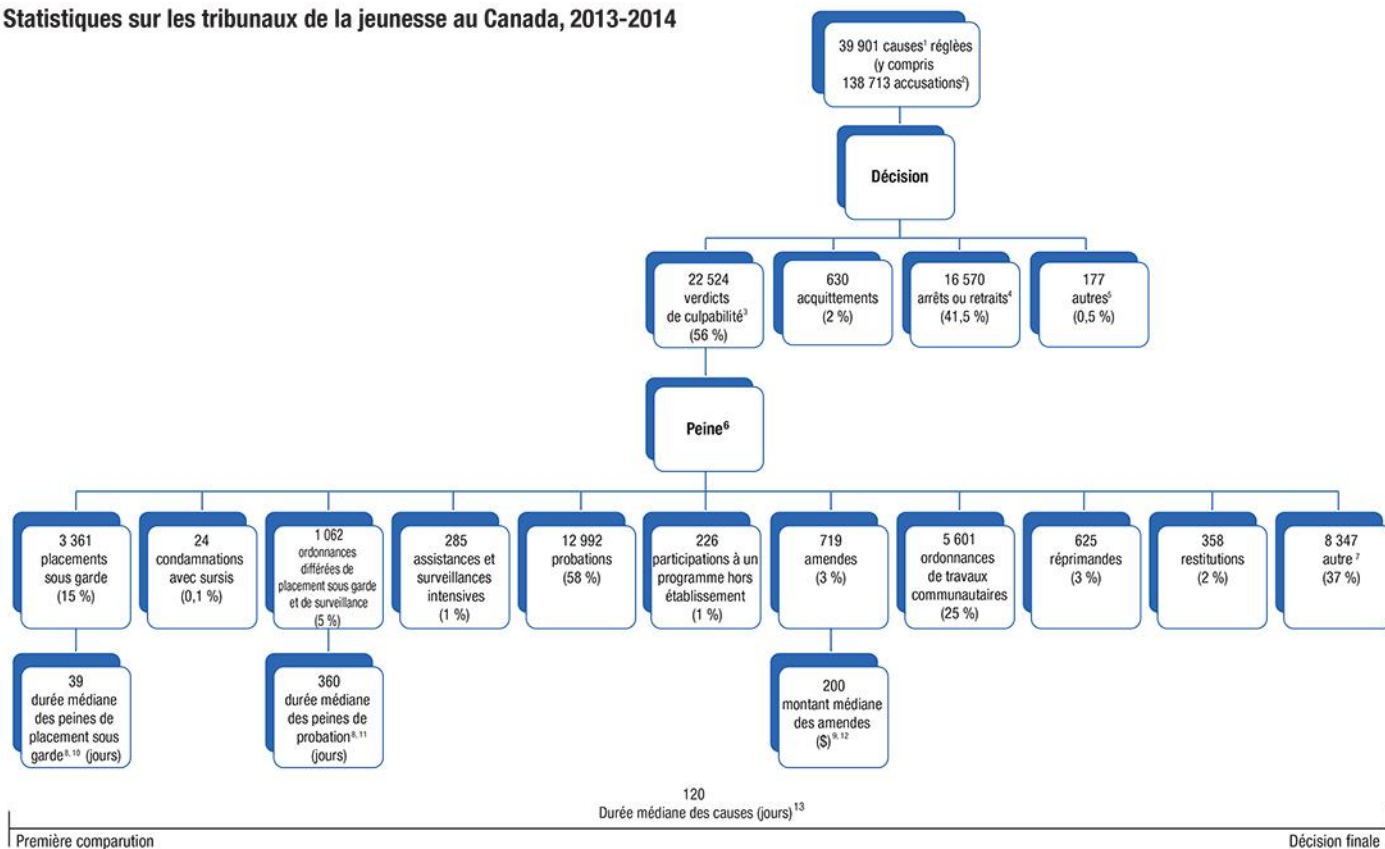 Statistiques sur les tribunaux de la jeunesse au Canada, 2013-2014
39 901 causes¹ réglèes
(y compris
138 713 accusations²)
Décision
22 524
verdicts
de culpabilité³
(56 %)
630
acquittements
(2 %)
16 570
arrêts ou retraits⁴
(41,5 %)
177
autres⁵
(0,5 %)
Peine⁶
3 361
placements
sous garde
(15 %)
24
condamnations
avec sursis
(0,1 %)
1 062
ordonnances
différées de
placement sous garde
et de surveillance
(5 %)
285
assistances et
surveillances
intensives
(1 %)
12 992
probations
(58 %)
226
participations à un
programme hors
établissement
(1 %)
719
amendes
(3 %)
5 601
ordonnances
de travaux
communautaires
(25 %)
625
réprimandes
(3 %)
358
restitutions
(2 %)
8 347
autre ⁷
(37 %)
39
durée médiane
des peines de
placement sous
garde⁸, ¹⁰ (jours)
360
durée médiane
des peines de
probation⁸, ¹¹
(jours)
200
montant médiane
des amendes
($)⁹, ¹²
120
Durée médiane des causes (jours) ¹³
Première comparution
Décision finale